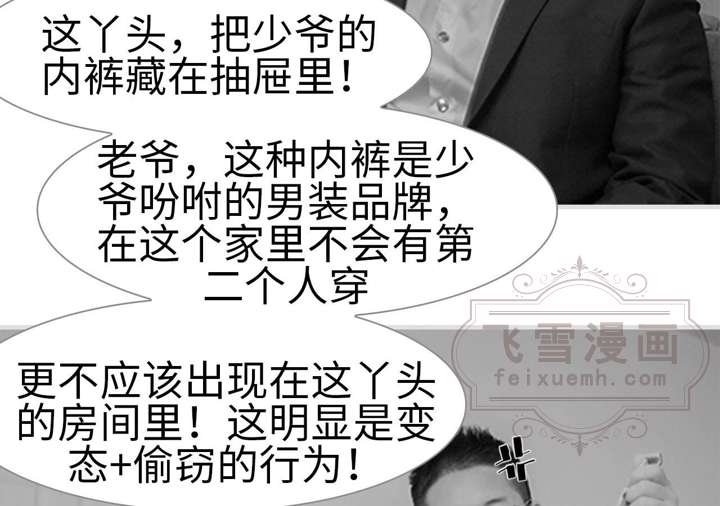 这丫头，把少爷的
内裤藏在抽屉里！
老爷，这种内裤是少
爷吩咐的男装品牌，
在这个家里不会有第
二个人穿
飞雪漫画
feixuemh.com
更不应该出现在这丫头
的房间里！这明显是变
态+偷窃的行为！